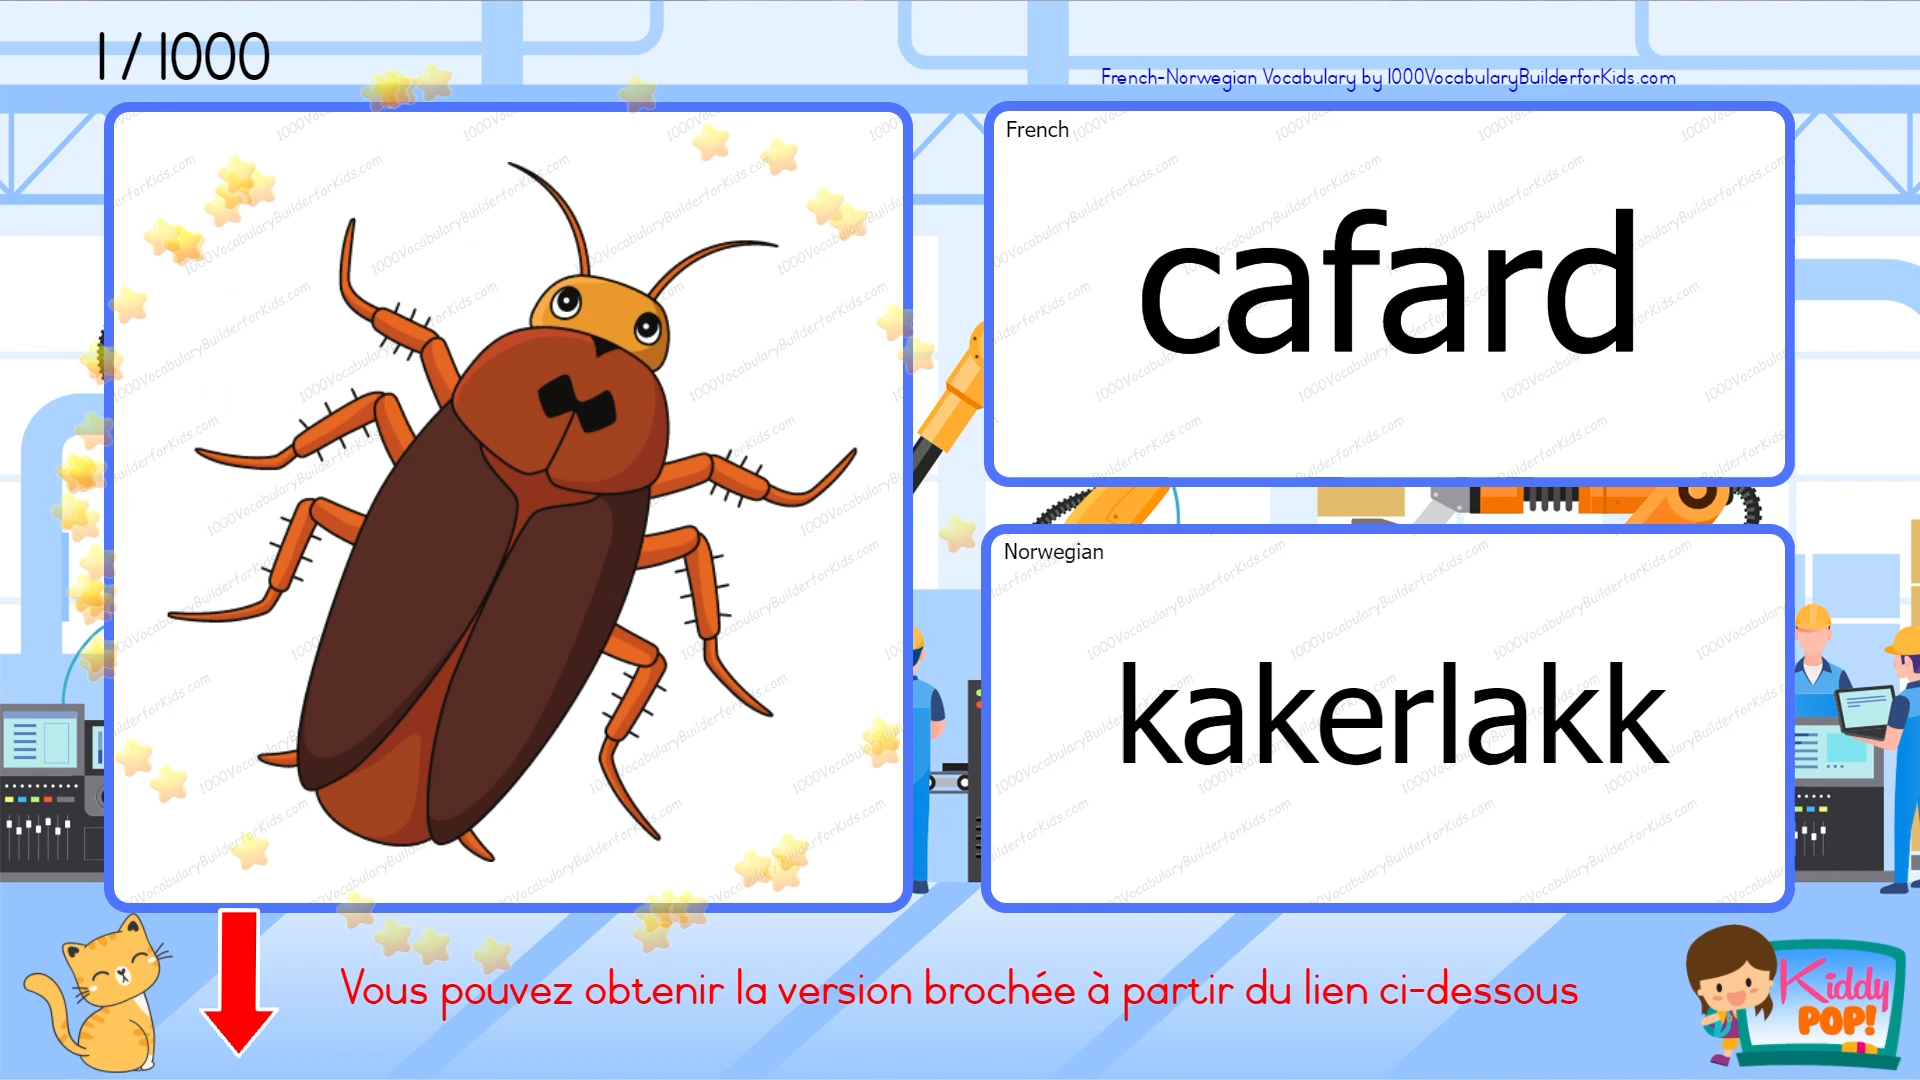 1 / 1000
French-Norwegian Vocabulary by 1000VocabularyBuilderforKids.com
French
cafard
Norwegian
kakerlakk
Vous pouvez obtenir la version brochée à partir du lien ci-dessous
Kiddy
POP!